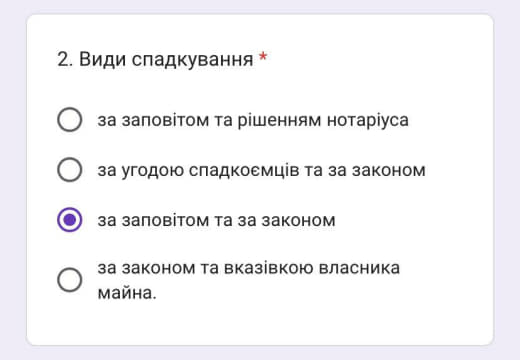 2. Види спадкування *
за заповітом та рішенням нотаріуса
за угодою спадкоємців та за законом
за заповітом та за законом
за законом та вказівкою власника
майна.